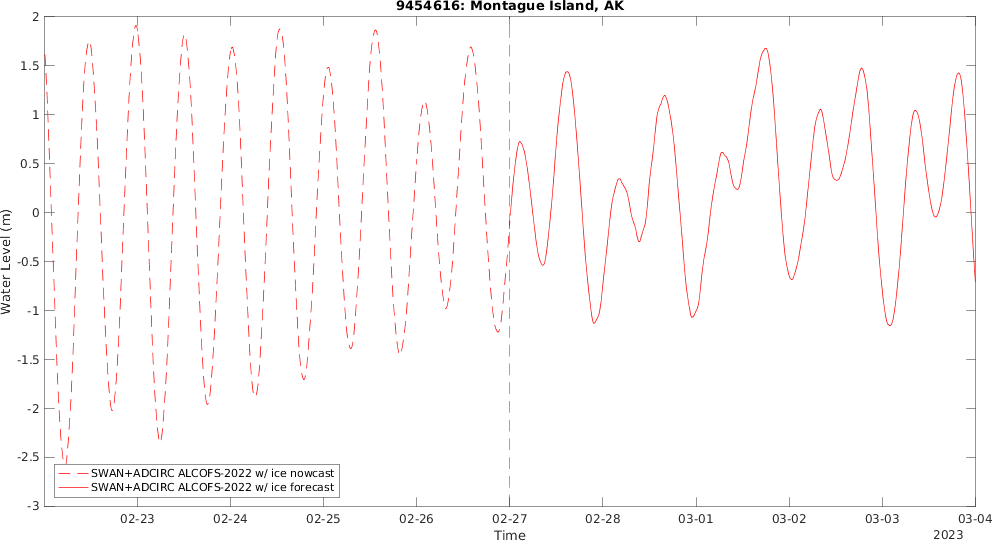 9454616: Montague Island, AK
2
1.5
1
0.5
0
-0.5
-1
-1.5
-2
-2.5
-3
Water Level (m)
SWAN+ADCIRC ALCOFS-2022 w/ ice nowcast
SWAN+ADCIRC ALCOFS-2022 w/ ice forecast
02-23 02-24 02-25 02-26 02-27 02-28 03-01 03-02 03-03 03-04
Time 2023